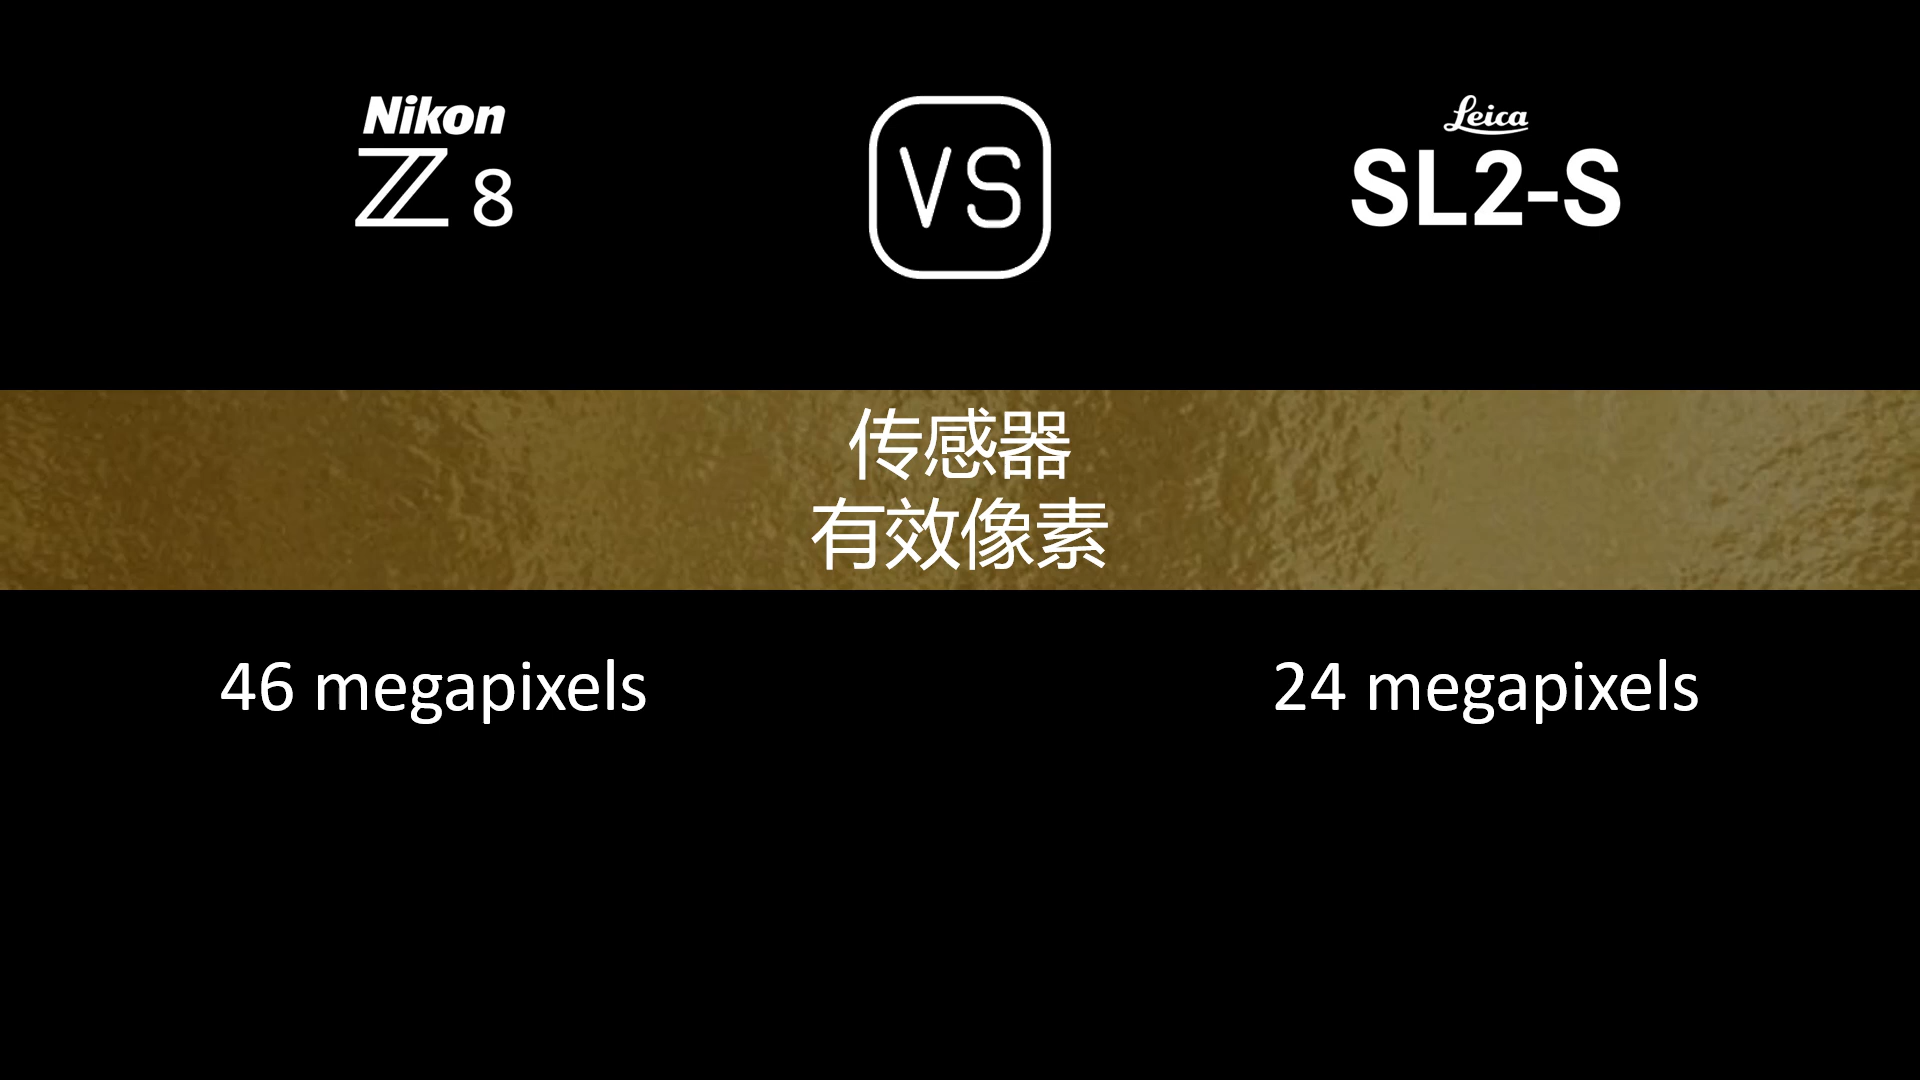 Nikon
Z 8
VS
Leica
SL2-S
传感器
有效像素
46 megapixels
24 megapixels